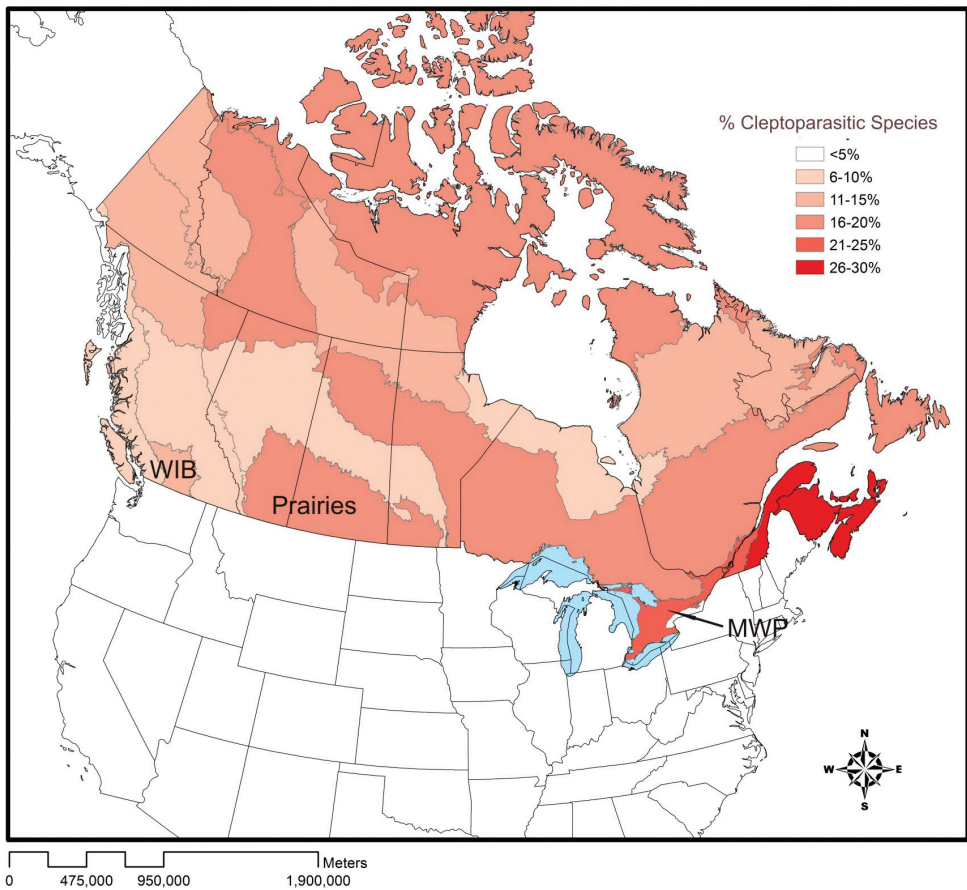 % Cleptoparasitic Species
<5%
6-10%
11-15%
16-20%
21-25%
26-30%
WIB
Prairies
MWP
N
W E
S
Meters
0 475,000 950,000 1,900,000